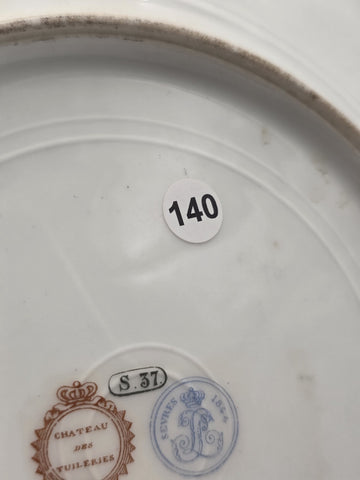 140
S.37.
CHATEAU
DES
TUILERIES
SEVRES 1844